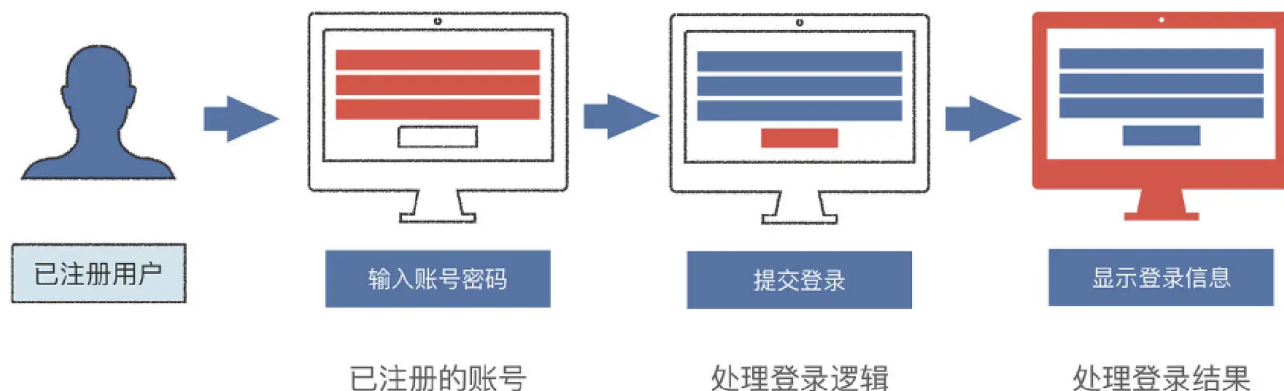 已注册用户
输入账号密码
提交登录
显示登录信息
已注册的账号
处理登录逻辑
处理登录结果